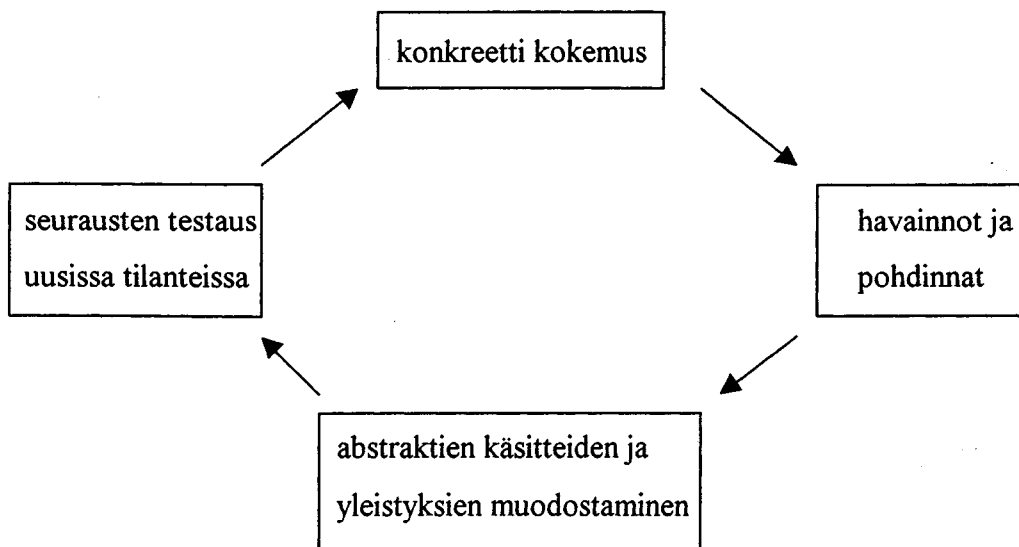 konkreetti kokemus
seurausten testaus
uusissa tilanteissa
havainnot ja
pohdinnat
abstraktien käsitteiden ja
yleistyksien muodostaminen